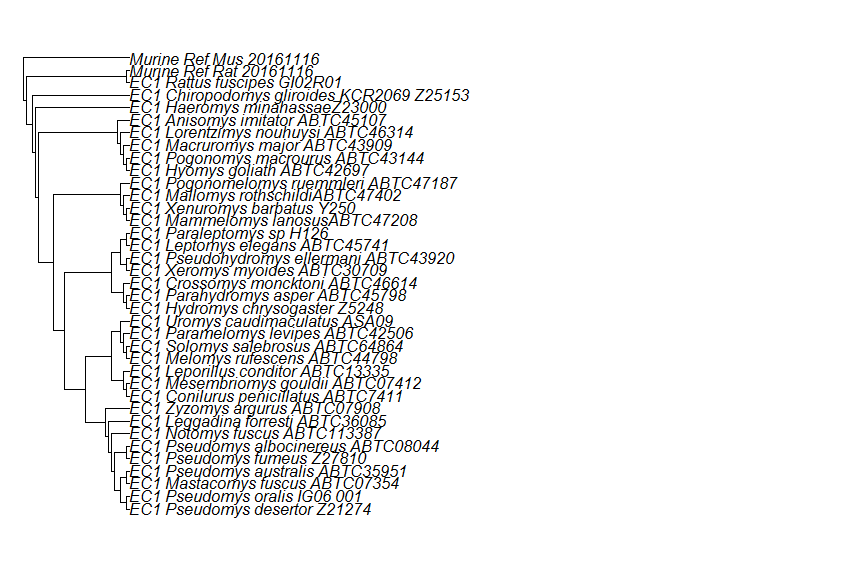 Murine Ref Mus 20161116
Murine Ref Rat 20161116
EC1 Rattus fuscipes GI02R01
EC1 Chiropodomys gliroides KCR2069 Z25153
EC1 Haeromys minahassaeZ23000
EC1 Anisomys imitator ABTC45107
EC1 Lorentzimys nouhuysi ABTC46314
EC1 Macruromys major ABTC43909
EC1 Pogonomys macrourus ABTC43144
EC1 Hyomys goliath ABTC42697
EC1 Pogonomelomys ruemmleri ABTC47187
EC1 Mallomys rothschildiABTC47402
EC1 Xenuromys barbatus Y250
EC1 Mammelomys lanosusABTC47208
EC1 Paraleptomys sp H126
EC1 Leptomys elegans ABTC45741
EC1 Pseudohydromys ellermani ABTC43920
EC1 Xeromys myoides ABTC30709
EC1 Crossomys moncktoni ABTC46614
EC1 Parahydromys asper ABTC45798
EC1 Hydromys chrysogaster Z5248
EC1 Uromys caudimaculatus ASA09
EC1 Paramelomys levipes ABTC42506
EC1 Solomys salebrosus ABTC64864
EC1 Melomys rufescens ABTC44798
EC1 Leporillus conditor ABTC13335
EC1 Mesembriomys gouldii ABTC07412
EC1 Conilurus penicillatus ABTC7411
EC1 Zyzomys argurus ABTC07908
EC1 Leggadina forresti ABTC36085
EC1 Notomys fuscus ABTC113387
EC1 Pseudomys albocinereus ABTC08044
EC1 Pseudomys fumeus Z27810
EC1 Pseudomys australis ABTC35951
EC1 Mastacomys fuscus ABTC07354
EC1 Pseudomys oralis IG06 001
EC1 Pseudomys desertor Z21274